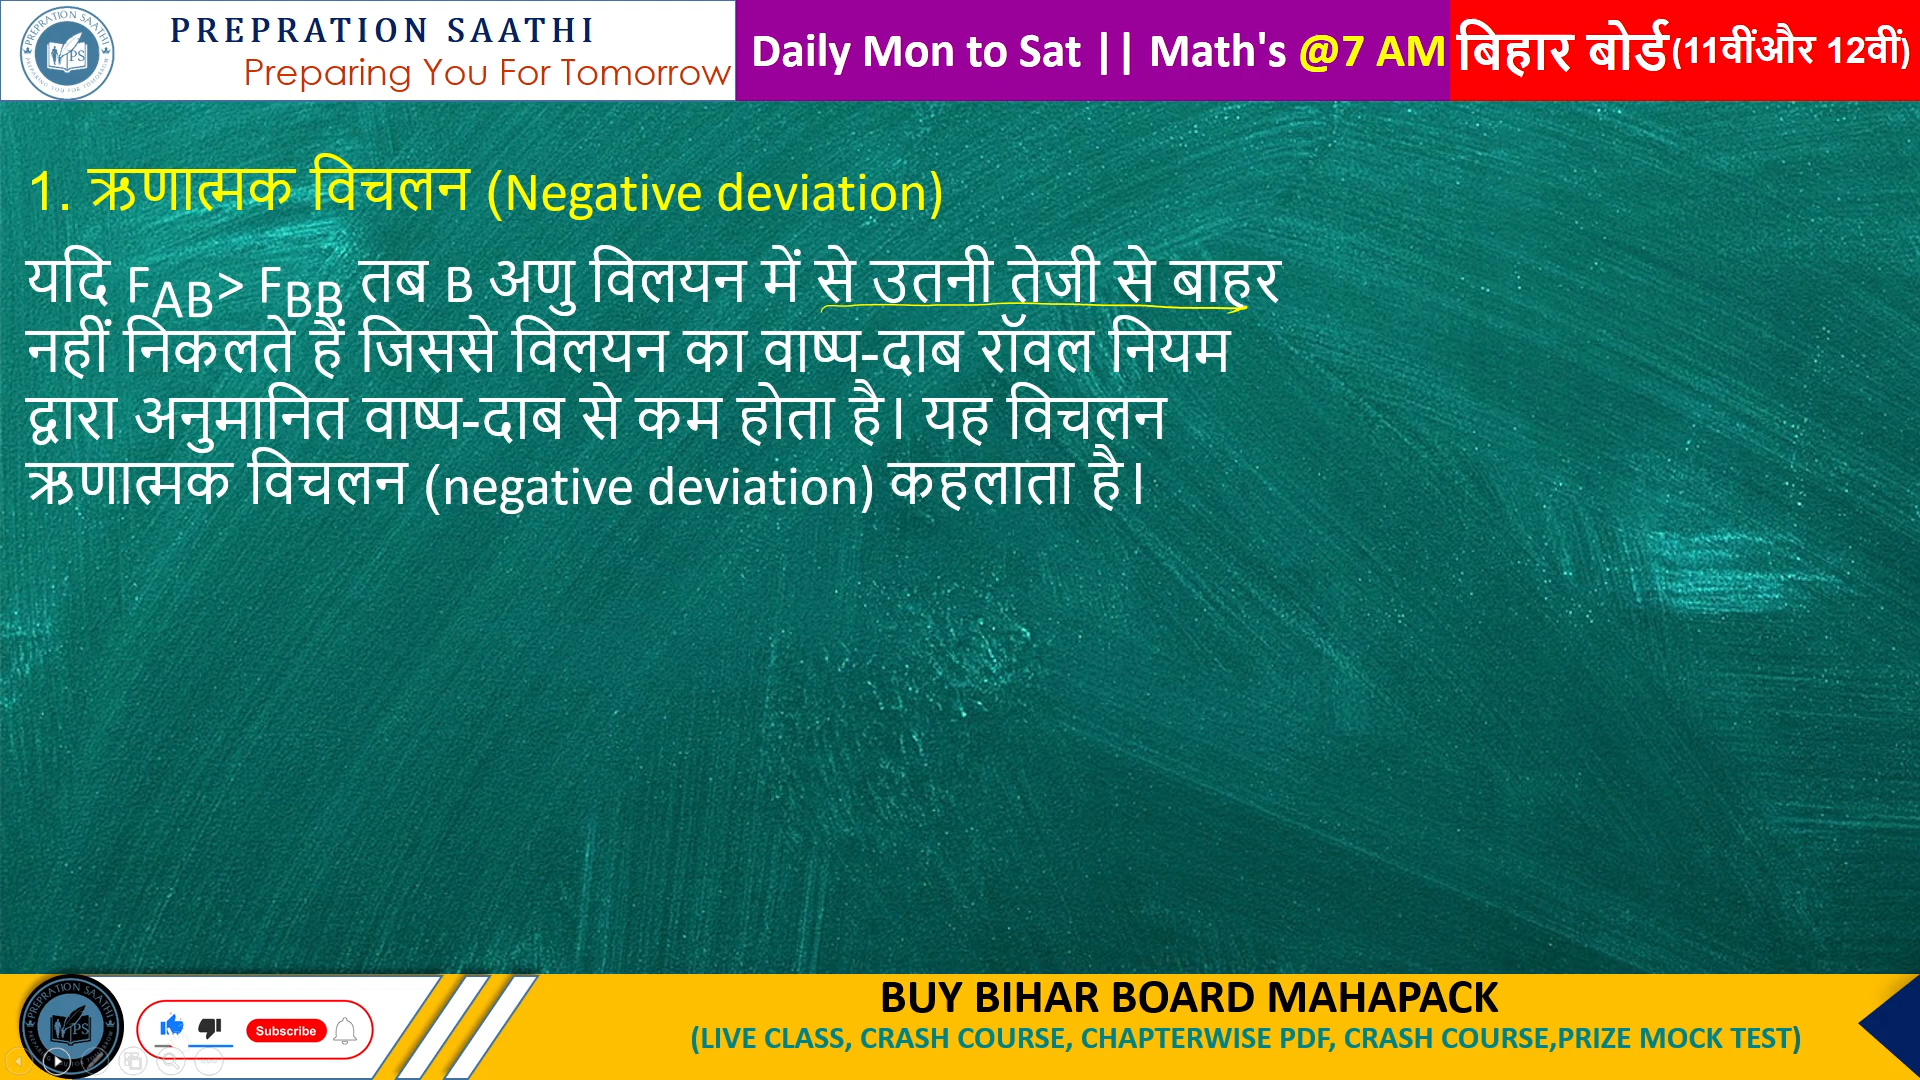 PREPRATION SAATHI
Preparing You For Tomorrow
Daily Mon to Sat || Math's @7 AM
बिहार बोर्ड(11वींऔर 12वीं)
1. ऋणात्मक विचलन (Negative deviation)
यदि FAB> FBB तब B अणु विलयन में से उतनी तेजी से बाहर
नहीं निकलते हैं जिससे विलयन का वाष्प-दाब रॉवल नियम
द्वारा अनुमानित वाष्प-दाब से कम होता है। यह विचलन
ऋणात्मक विचलन (negative deviation) कहलाता है।
Subscribe
BUY BIHAR BOARD MAHAPACK
(LIVE CLASS, CRASH COURSE, CHAPTERWISE PDF, CRASH COURSE,PRIZE MOCK TEST)